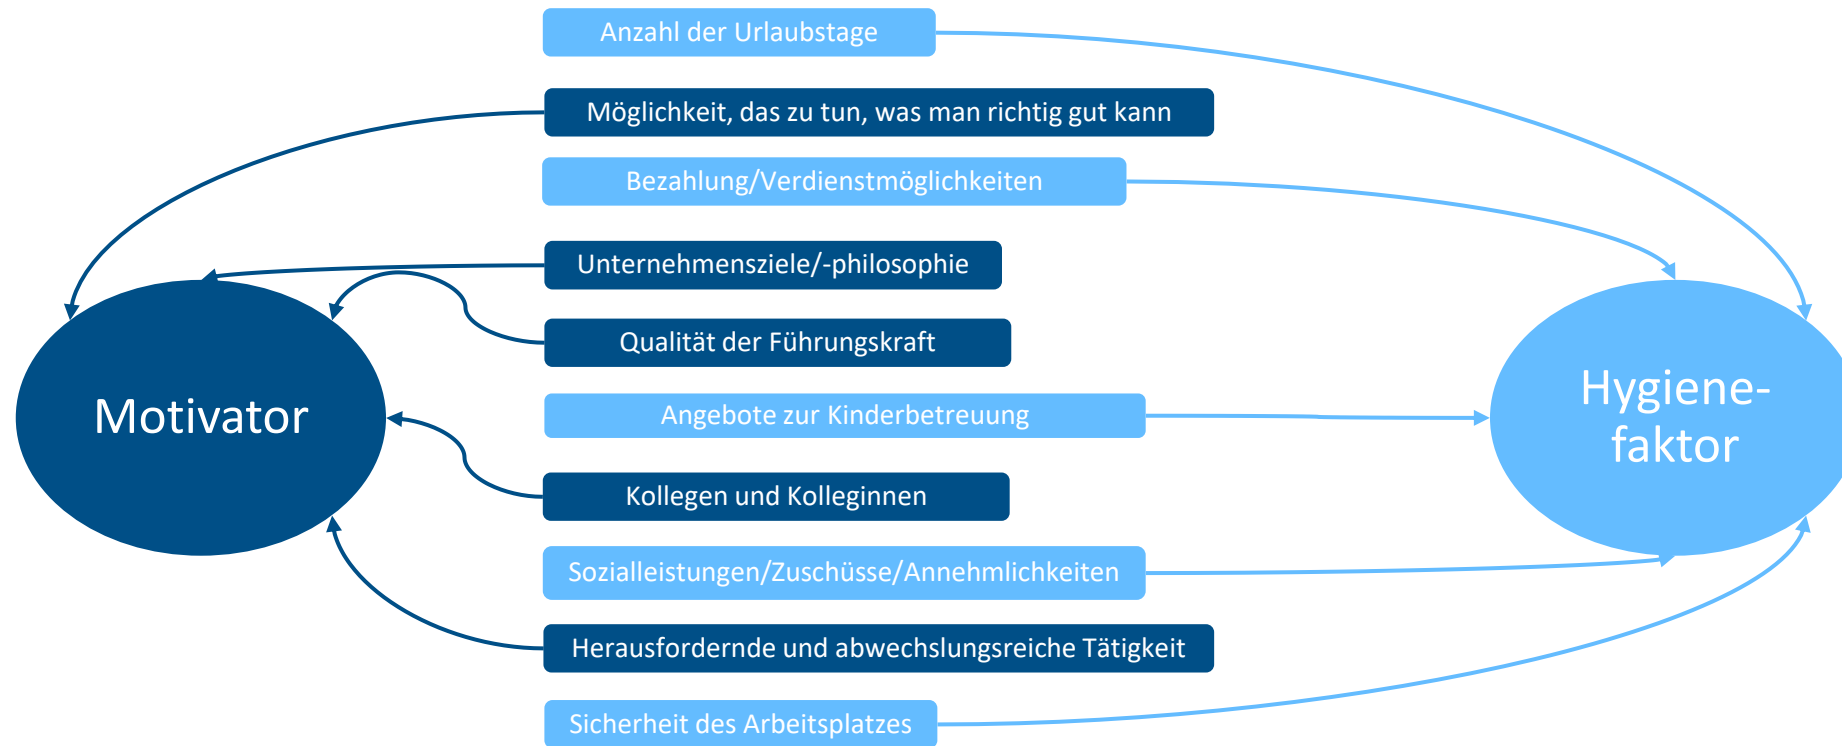 Anzahl der Urlaubstage
Möglichkeit, das zu tun, was man richtig gut kann
Bezahlung/Verdienstmöglichkeiten
Unternehmensziele/-philosophie
Qualität der Führungskraft
Motivator
Angebote zur Kinderbetreuung
Hygiene-
faktor
Kollegen und Kolleginnen
Sozialleistungen/Zuschüsse/Annehmlichkeiten
Herausfordernde und abwechslungsreiche Tätigkeit
Sicherheit des Arbeitsplatzes